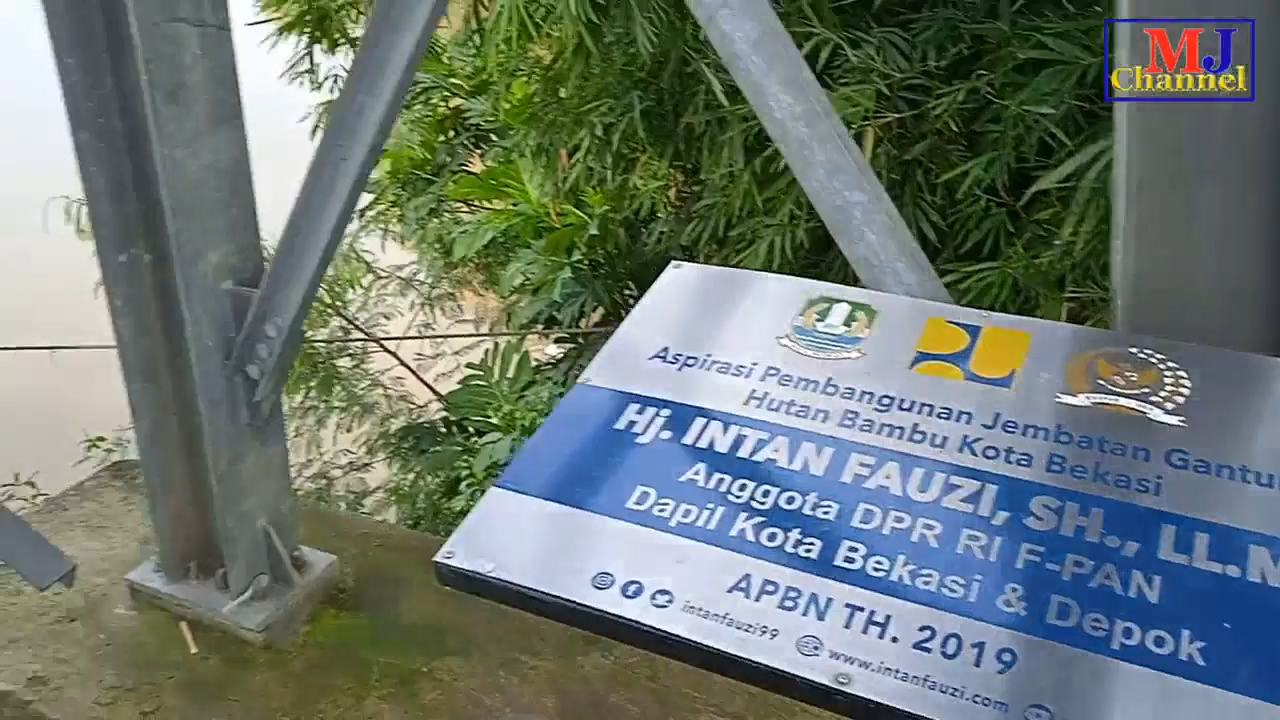 MJ
Channel
Aspirasi Pembangunan Jembatan Gantu
Hutan Bambu Kota Bekasi
Hj. INTAN FAUZI, SH., LL.M
Anggota DPR RI F-PAN
Dapil Kota Bekasi & Depok
APBN TH. 2019
intanfauzi99
www.intanfauzi.com